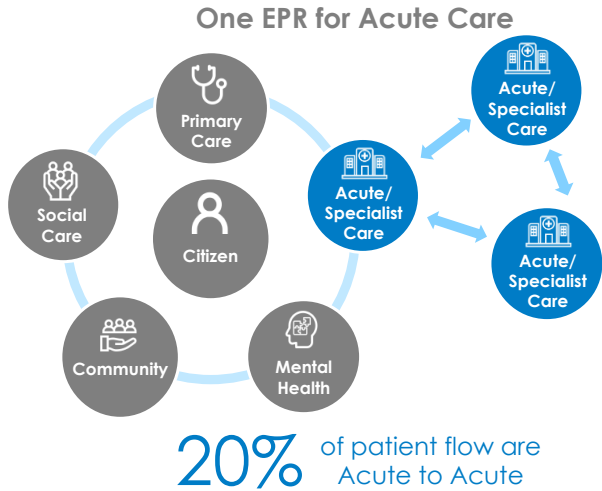 One EPR for Acute Care
Primary
Care
Acute/
Specialist
Care
Acute/
Specialist
Care
Social
Care
Citizen
Acute/
Specialist
Care
Community
Mental
Health
20% of patient flow are
Acute to Acute